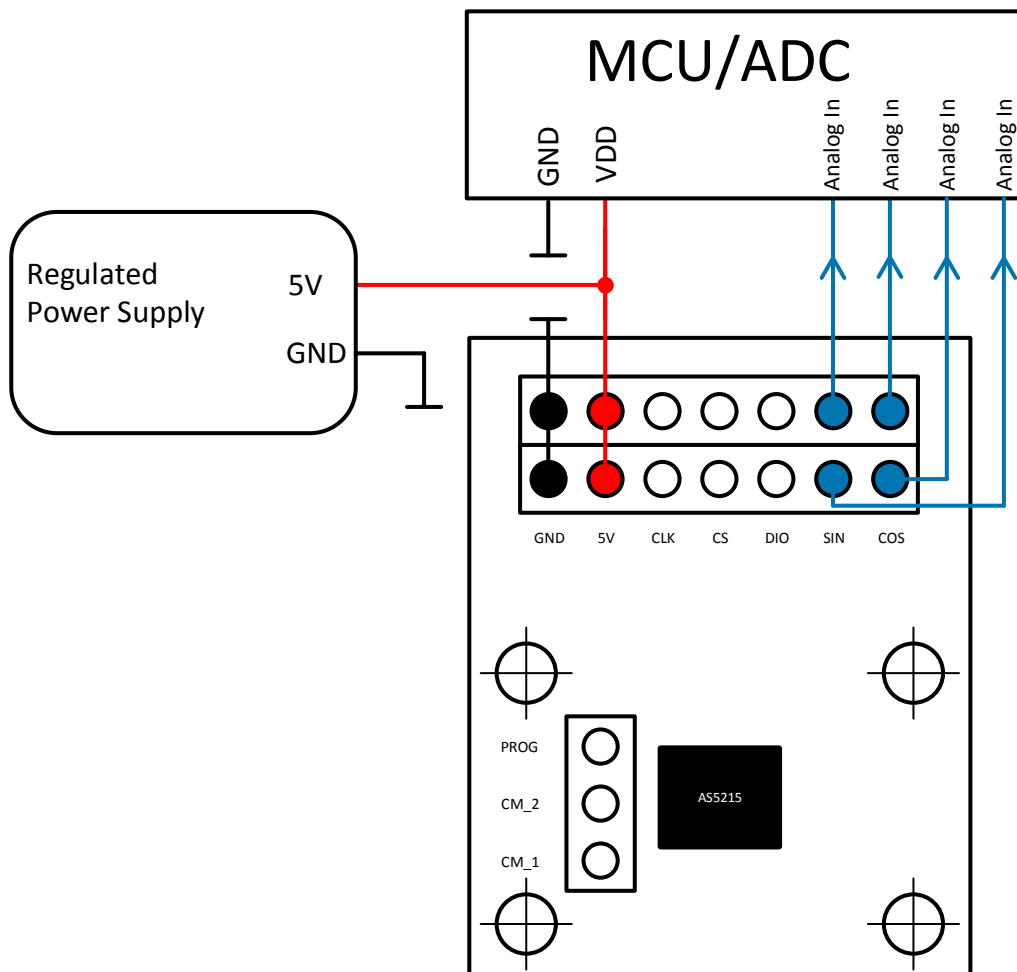 MCU/ADC
GND
VDD
Analog In
Analog In
Analog In
Analog In
Regulated
Power Supply
5V
GND
GND
5V
CLK
CS
DIO
SIN
COS
PROG
CM_2
CM_1
AS5215